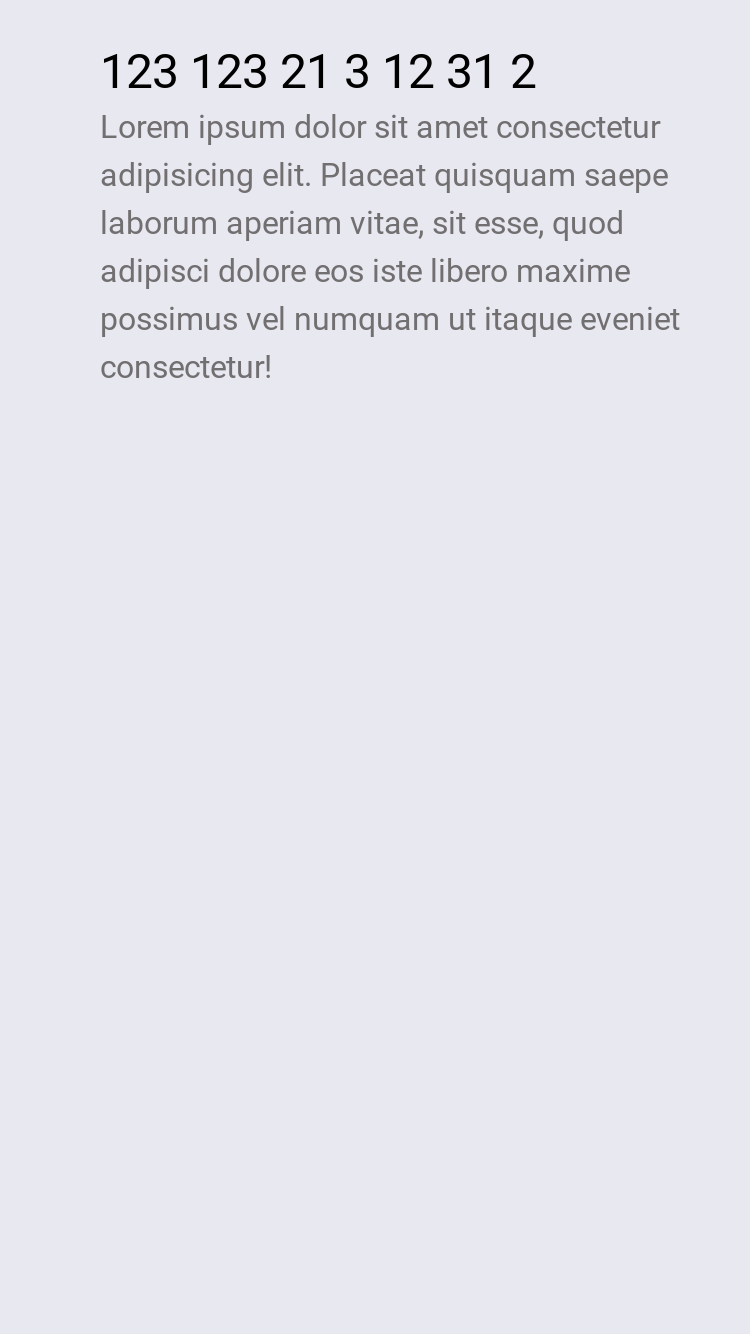 123 123 21 3 12 31 2
Lorem ipsum dolor sit amet consectetur
adipisicing elit. Placeat quisquam saepe
laborum aperiam vitae, sit esse, quod
adipisci dolore eos iste libero maxime
possimus vel numquam ut itaque eveniet
consectetur!